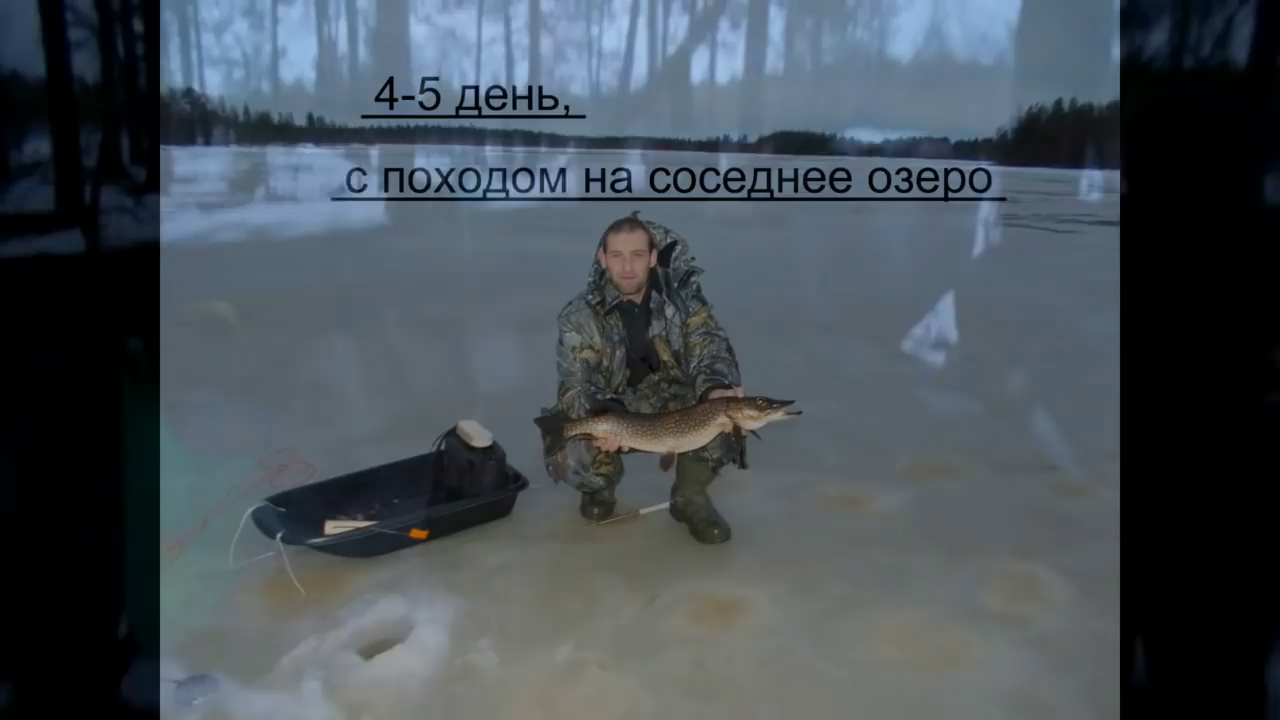 4-5 день,
с походом на соседнее озеро